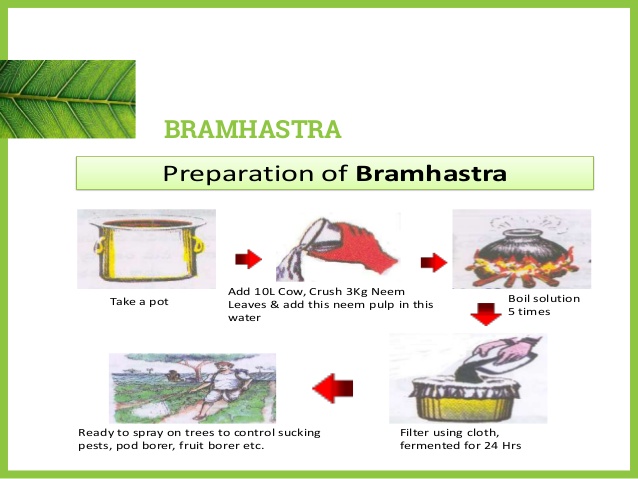 BRAMHASTRA
Preparation of Bramhastra
Take a pot
Add 10L Cow, Crush 3Kg Neem
Leaves & add this neem pulp in this
water
Boil solution
5 times
Filter using cloth,
fermented for 24 Hrs
Ready to spray on trees to control sucking
pests, pod borer, fruit borer etc.